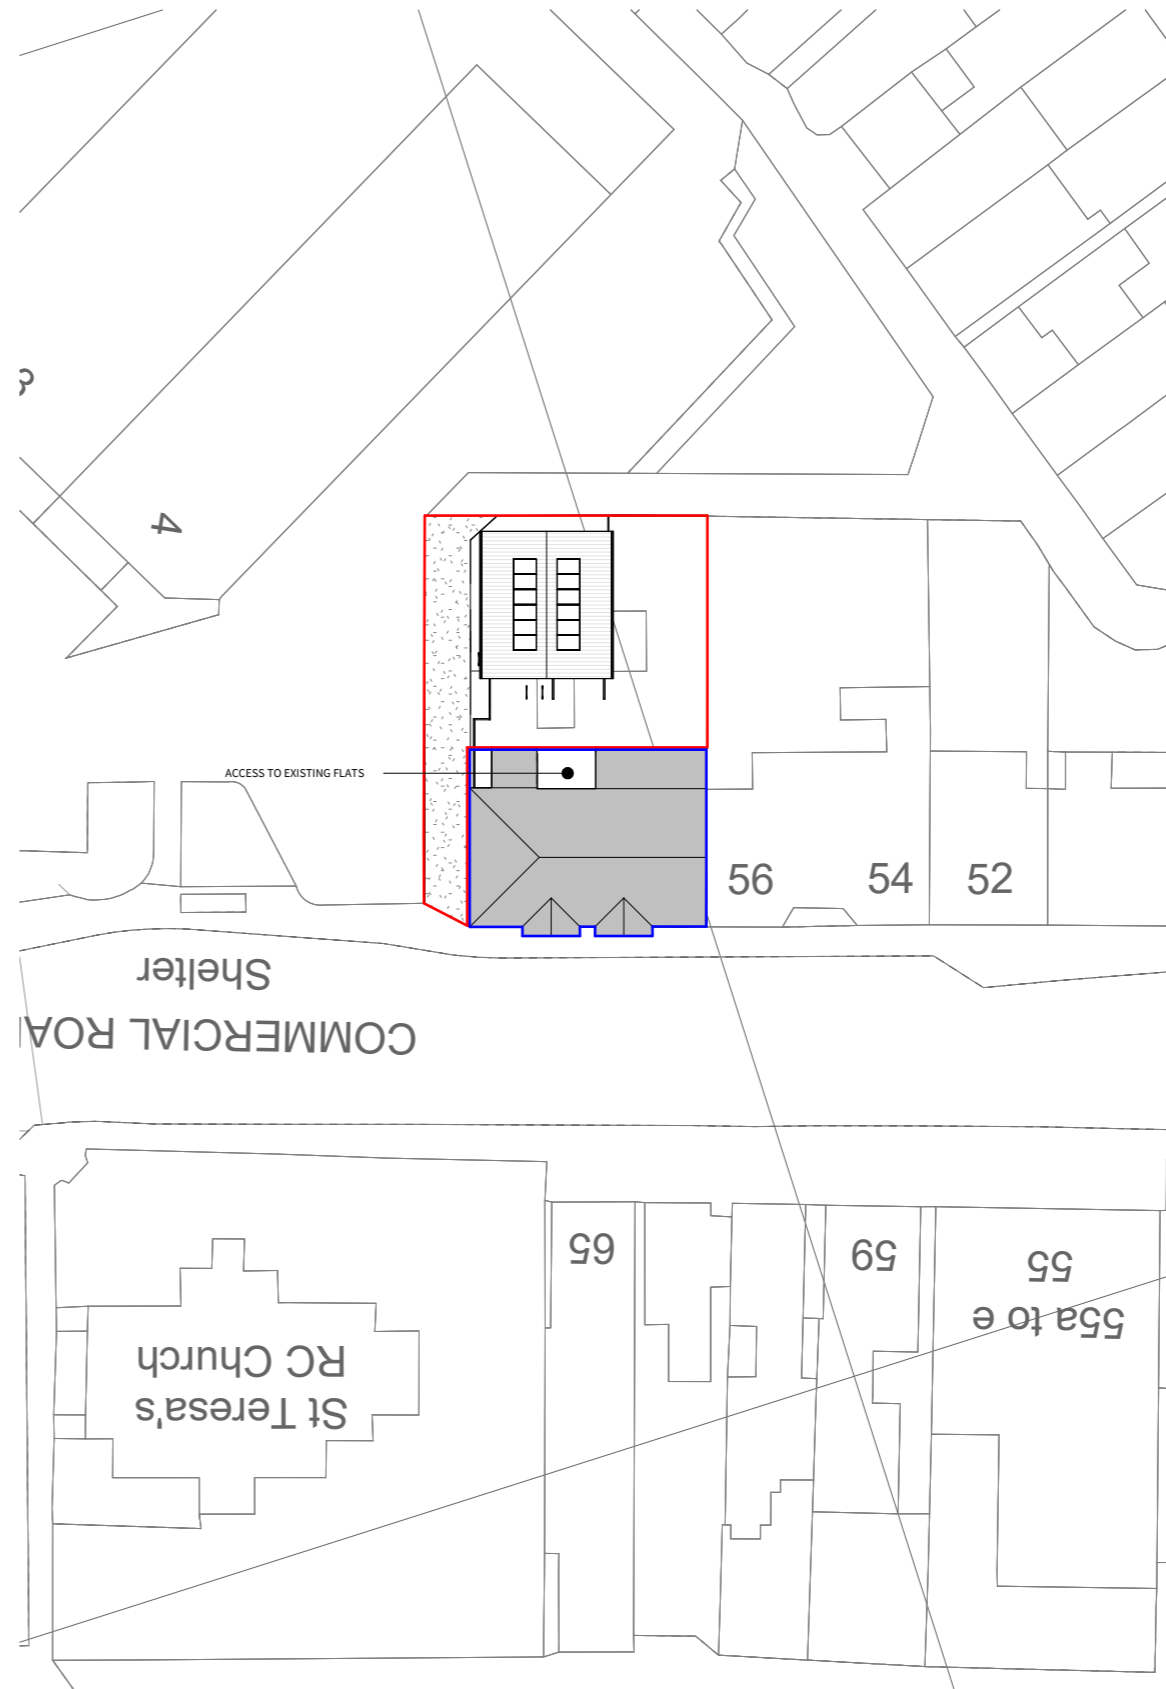 4
ACCESS TO EXISTING FLATS
56
54
52
Shelter
COMMERCIAL ROA
65
59
55
55a to e
St Teresa's
RC Church